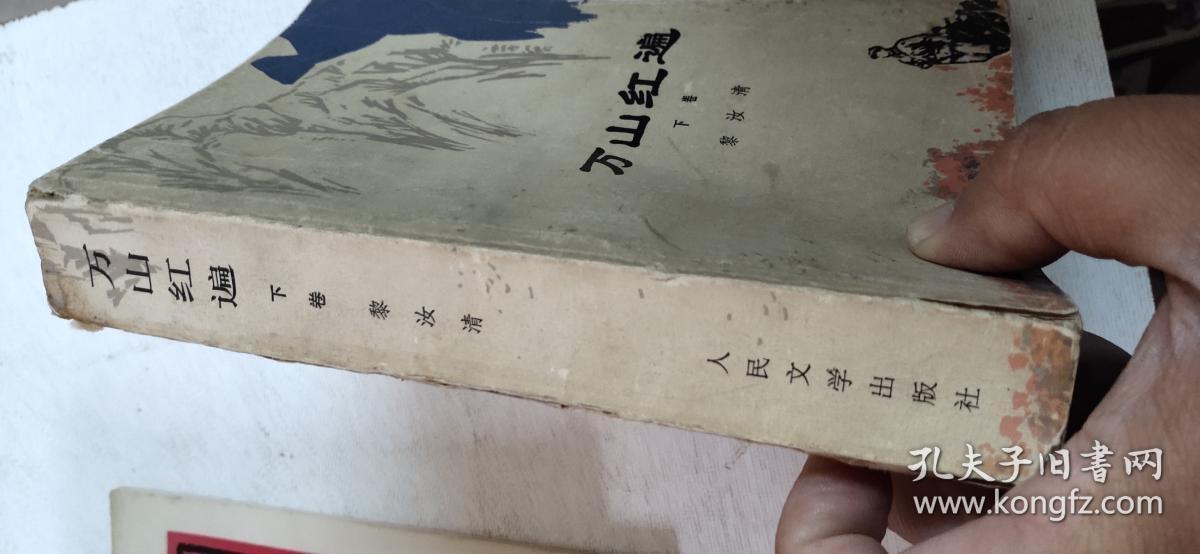 万山红遍
下卷
黎汝清
万山红遍 下卷 黎汝清 人民文学出版社
孔夫子旧書网
www.kongfz.com